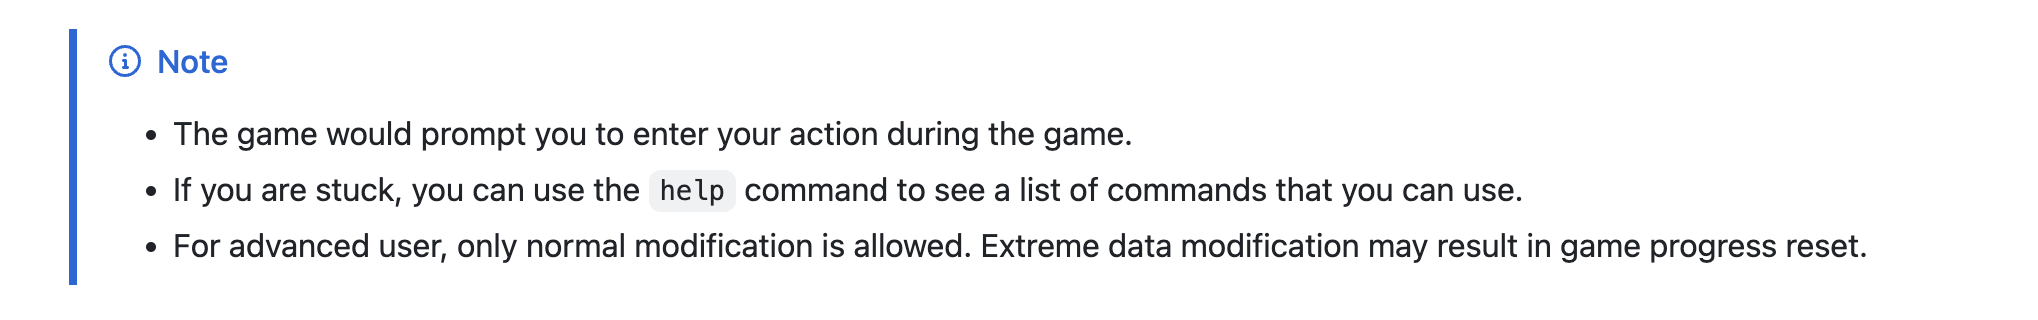 Note
• The game would prompt you to enter your action during the game.
• If you are stuck, you can use the help command to see a list of commands that you can use.
• For advanced user, only normal modification is allowed. Extreme data modification may result in game progress reset.